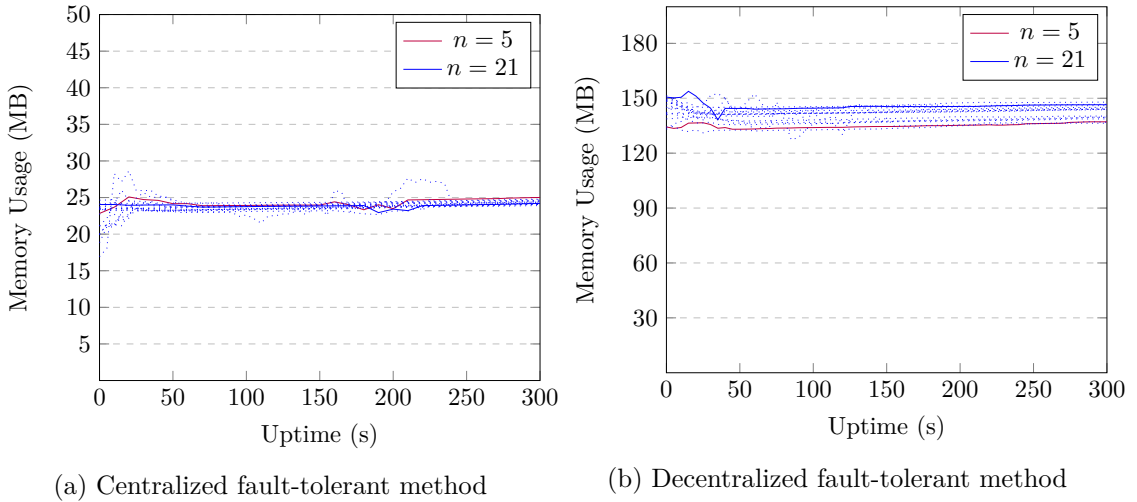 50
45
40
35
30
25
20
15
10
5
0 50 100 150 200 250 300
Memory Usage (MB)
Uptime (s)
n = 5
n = 21
(a) Centralized fault-tolerant method
180
150
120
90
60
30
0 50 100 150 200 250 300
Memory Usage (MB)
Uptime (s)
n = 5
n = 21
(b) Decentralized fault-tolerant method